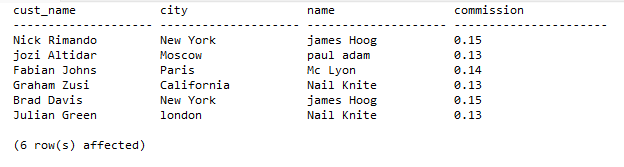 cust_name city name commission
-------------------- -------------------- -------------------- --------------------
Nick Rimando New York james Hoog 0.15
jozi Altidar Moscow paul adam 0.13
Fabian Johns Paris Mc Lyon 0.14
Graham Zusi California Nail Knite 0.13
Brad Davis New York james Hoog 0.15
Julian Green london Nail Knite 0.13
(6 row(s) affected)